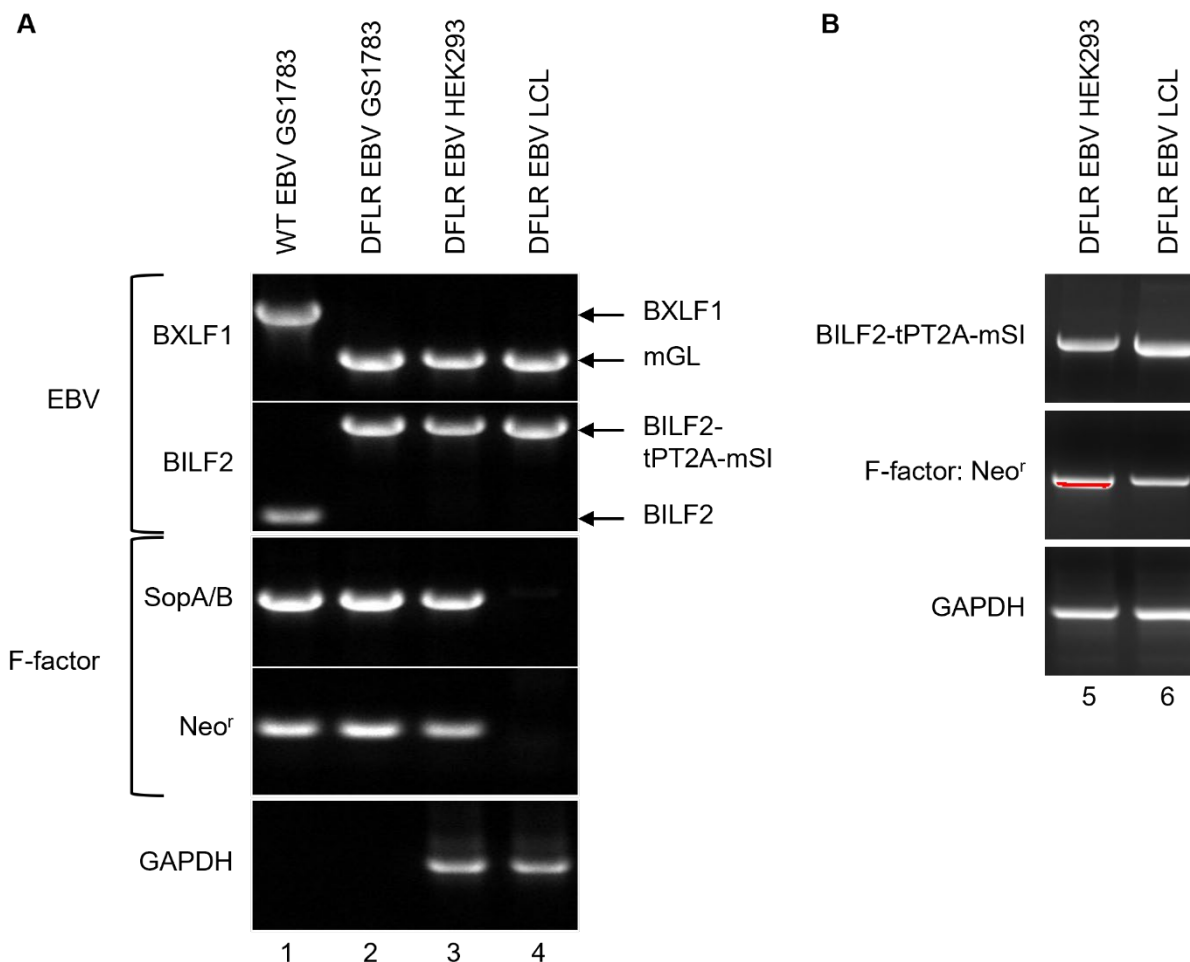 A
B
WT EBV GS1783
DFLR EBV GS1783
DFLR EBV HEK293
DFLR EBV LCL
DFLR EBV HEK293
DFLR EBV LCL
EBV
BXLF1
BILF2
BXLF1
mGL
BILF2-
tPT2A-mSI
BILF2
F-factor
SopA/B
Neoʳ
GAPDH
1 2 3 4
BILF2-tPT2A-mSI
F-factor: Neoʳ
GAPDH
5 6